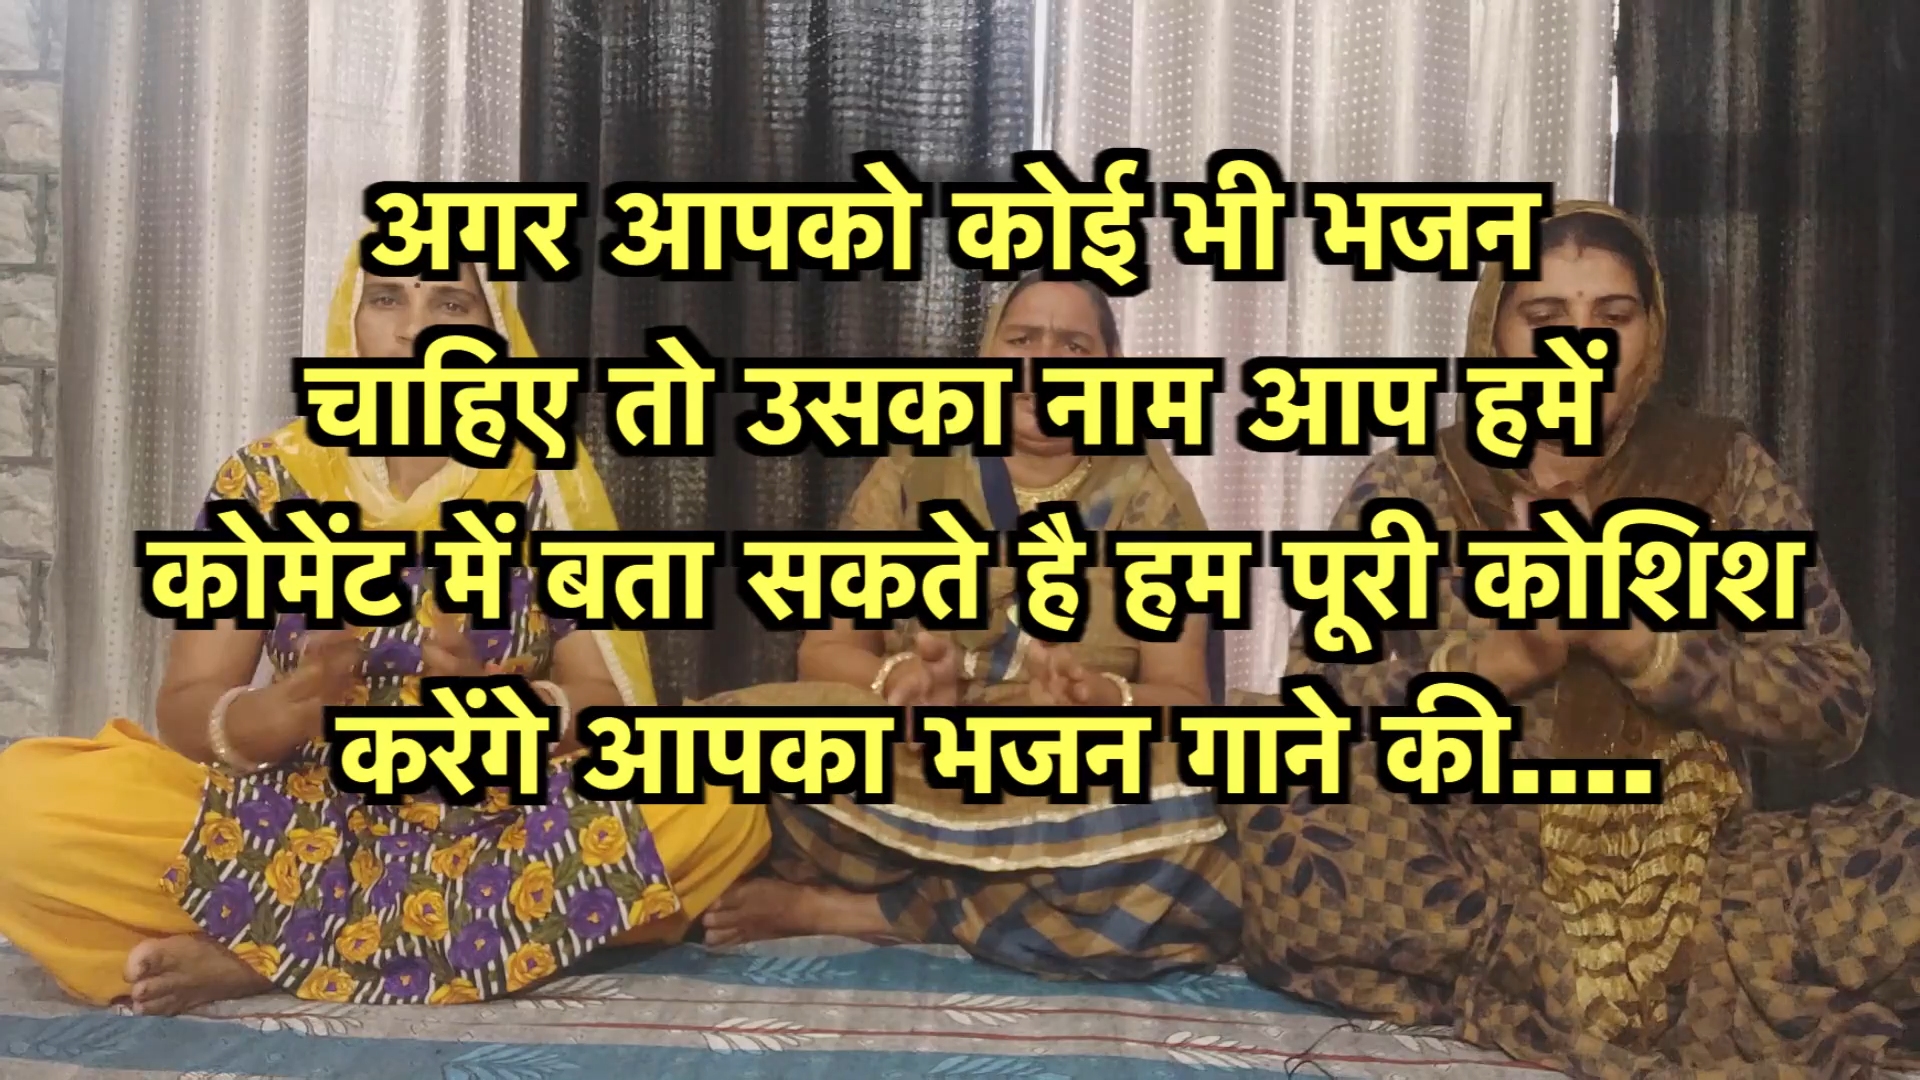 अगर आपको कोई भी भजन
चाहिए तो उसका नाम आप हमें
कोमेंट में बता सकते है हम पूरी कोशिश
करेंगे आपका भजन गाने की....